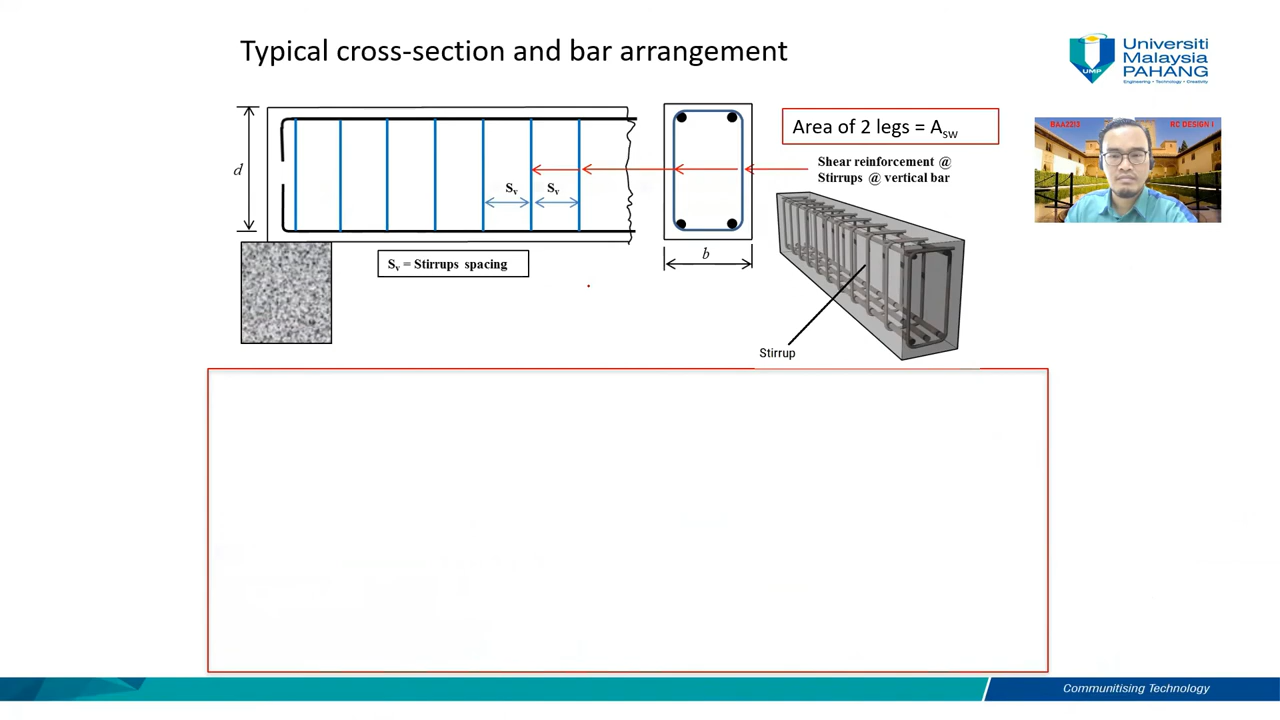 Typical cross-section and bar arrangement
Universiti
Malaysia
PAHANG
Engineering • Technology • Creativity
UMP
Area of 2 legs = Asw
BAA2213
RC DESIGN I
Shear reinforcement @
Stirrups @ vertical bar
d
Sv
Sv
b
Sv = Stirrups spacing
Stirrup
Communitising Technology